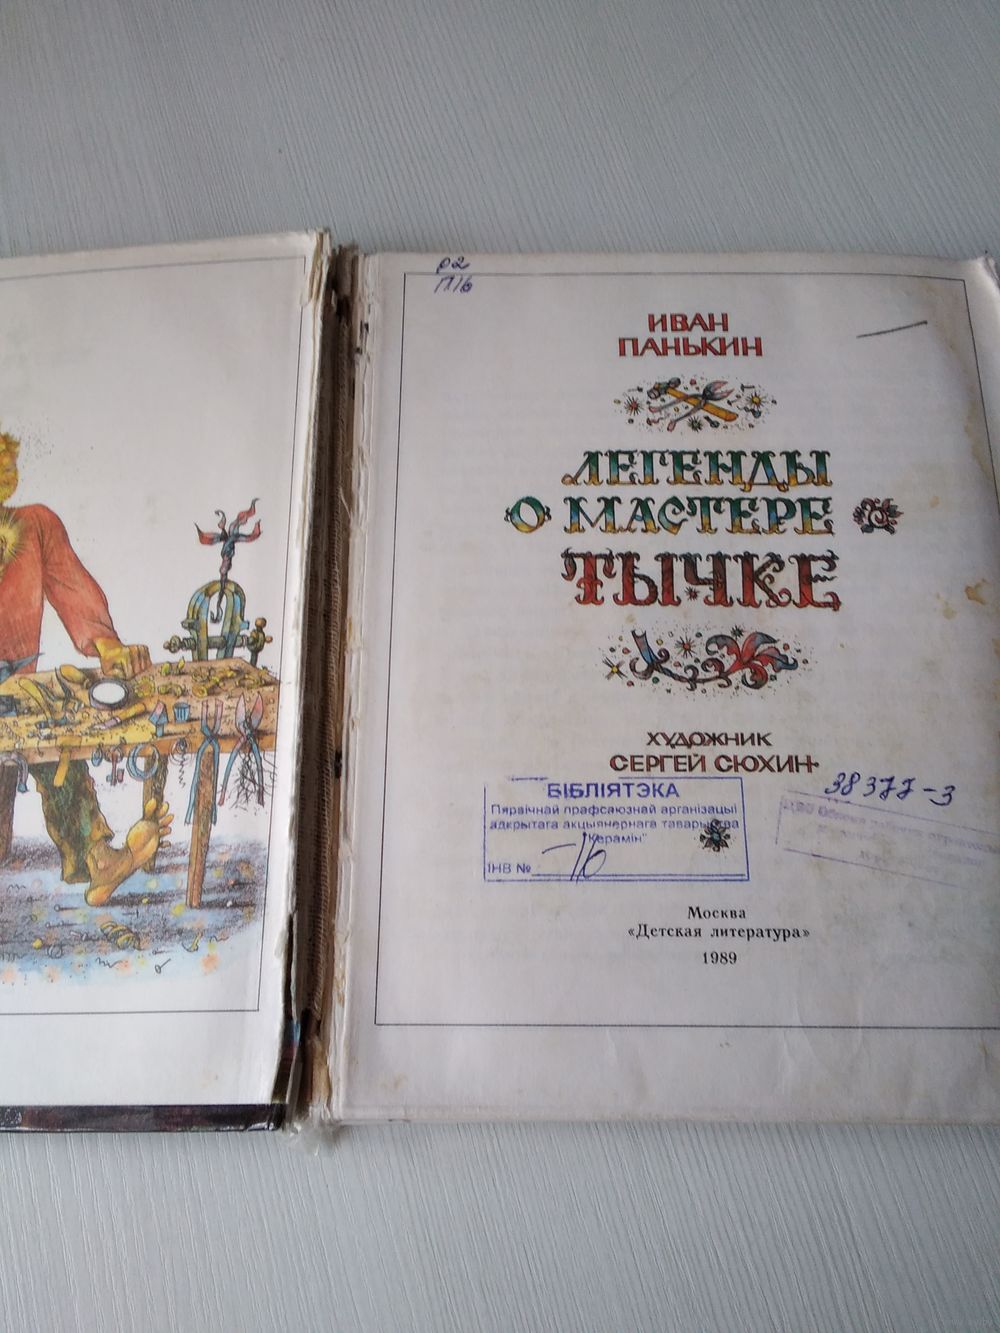 р2
П16
ИВАН
ПАНЬКИН
ЛЕГЕНДЫ
О МАСТЕРЕ
ТЫЧКЕ
ХУДОЖНИК
СЕРГЕЙ СЮХИН
38377-3
БІБЛІЯТЭКА
Пярвічнай прафсаюзнай арганізацыі
адкрытага акцыянернага таварыства
"Керамін"
ІНВ № 16
Москва
«Детская литература»
1989